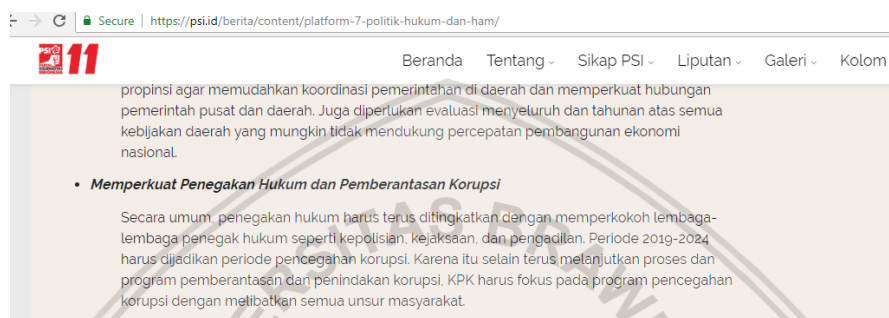 Secure | https://psi.id/berita/content/platform-7-politik-hukum-dan-ham/
PSI 11 Beranda Tentang Sikap PSI Liputan Galeri Kolom
propinsi agar memudahkan koordinasi pemerintahan di daerah dan memperkuat hubungan
pemerintah pusat dan daerah. Juga diperlukan evaluasi menyeluruh dan tahunan atas semua
kebijakan daerah yang mungkin tidak mendukung percepatan pembangunan ekonomi
nasional.
• Memperkuat Penegakan Hukum dan Pemberantasan Korupsi
Secara umum, penegakan hukum harus terus ditingkatkan dengan memperkokoh lembaga-
lembaga penegak hukum seperti kepolisian, kejaksaan, dan pengadilan. Periode 2019-2024
harus dijadikan periode pencegahan korupsi. Karena itu selain terus melanjutkan proses dan
program pemberantasan dan penindakan korupsi, KPK harus fokus pada program pencegahan
korupsi dengan melibatkan semua unsur masyarakat.